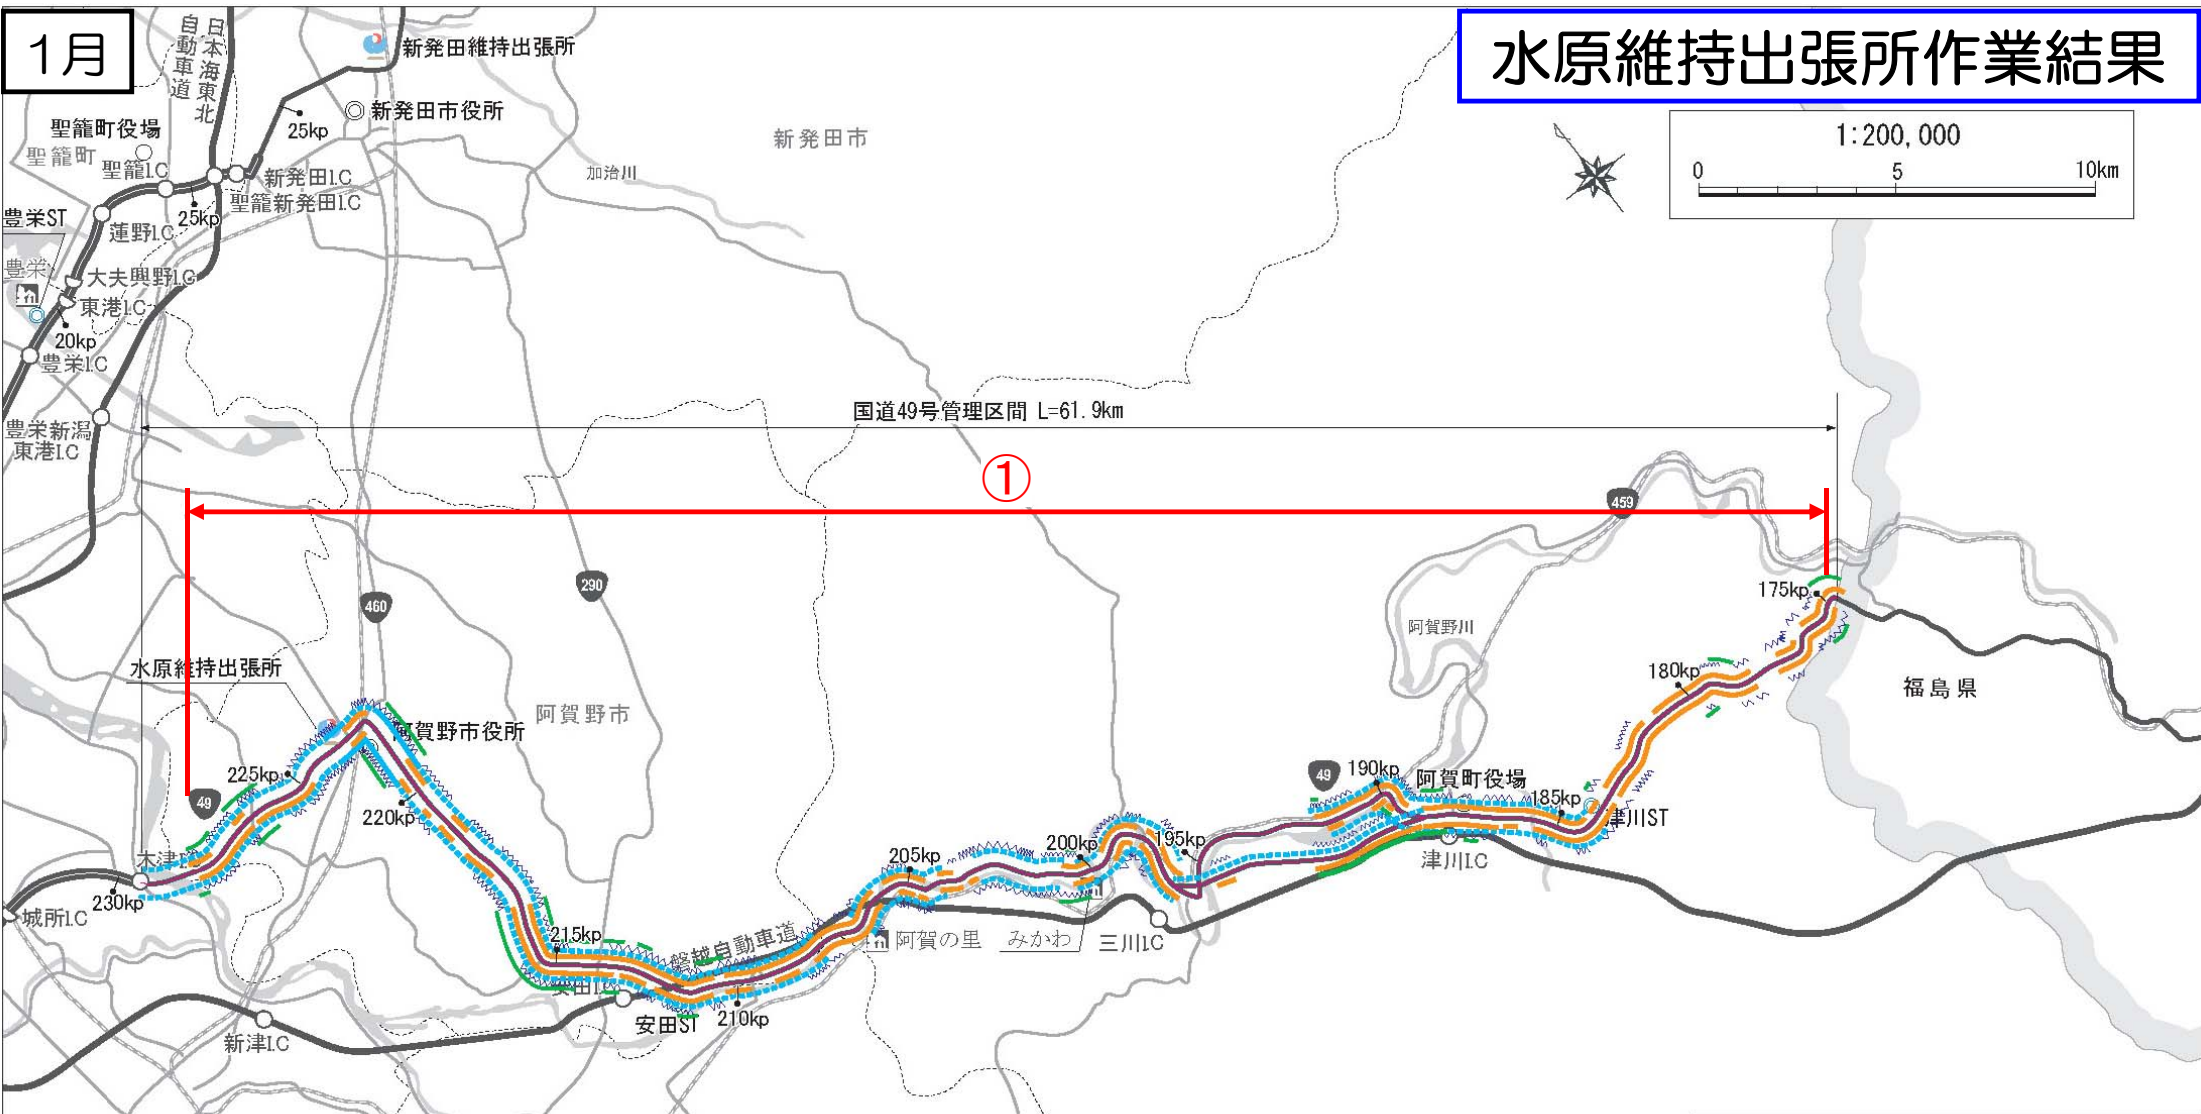 1月
水原維持出張所作業結果
日本海東北
自動車道
新発田維持出張所
新発田市役所
25kp
聖籠町役場
聖籠町
聖籠I.C
新発田I.C
聖籠新発田I.C
25kp
豊栄ST
蓮野I.C
豊栄
大夫興野I.C
東港I.C
20kp
豊栄I.C
豊栄新潟
東港I.C
新発田市
加治川
1:200,000
0
5
10km
国道49号管理区間 L=61.9km
①
459
290
460
175kp
阿賀野川
水原維持出張所
阿賀野市役所
阿賀野市
180kp
福島県
225kp
49
220kp
49
190kp
阿賀町役場
185kp
津川ST
津川I.C
木津I.C
230kp
城所I.C
205kp
200kp
195kp
215kp
磐越自動車道
阿賀の里
みかわ
三川I.C
安田I.C
安田ST
210kp
新津I.C